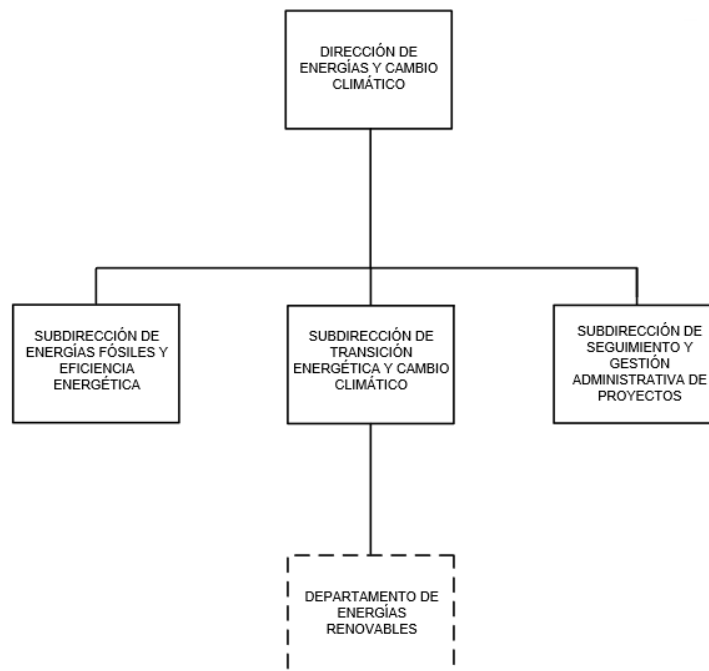 DIRECCIÓN DE
ENERGÍAS Y CAMBIO
CLIMÁTICO
SUBDIRECCIÓN DE
ENERGÍAS FÓSILES Y
EFICIENCIA
ENERGÉTICA
SUBDIRECCIÓN DE
TRANSICIÓN
ENERGÉTICA Y CAMBIO
CLIMÁTICO
SUBDIRECCIÓN DE
SEGUIMIENTO Y
GESTIÓN
ADMINISTRATIVA DE
PROYECTOS
DEPARTAMENTO DE
ENERGÍAS
RENOVABLES